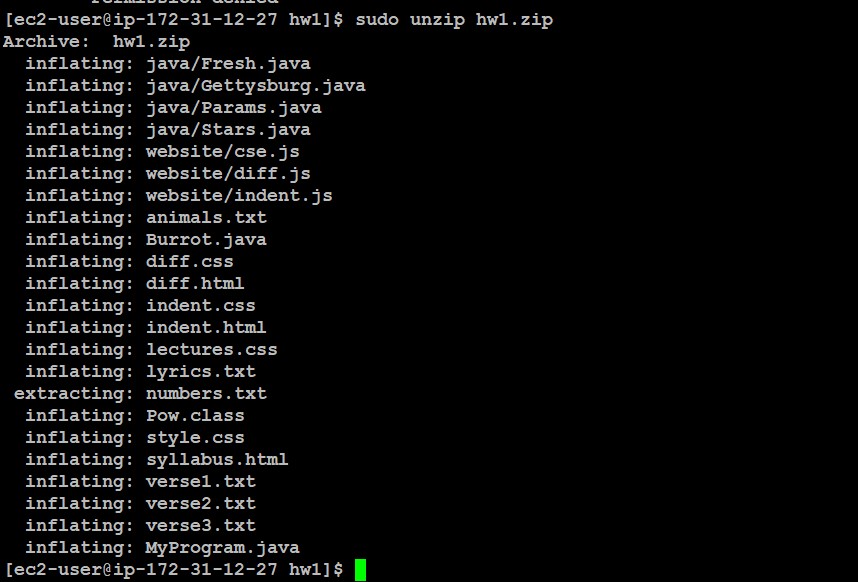 Permission denied
[ec2-user@ip-172-31-12-27 hw1]$ sudo unzip hw1.zip
Archive:  hw1.zip
  inflating: java/Fresh.java
  inflating: java/Gettysburg.java
  inflating: java/Params.java
  inflating: java/Stars.java
  inflating: website/cse.js
  inflating: website/diff.js
  inflating: website/indent.js
  inflating: animals.txt
  inflating: Burrot.java
  inflating: diff.css
  inflating: diff.html
  inflating: indent.css
  inflating: indent.html
  inflating: lectures.css
  inflating: lyrics.txt
 extracting: numbers.txt
  inflating: Pow.class
  inflating: style.css
  inflating: syllabus.html
  inflating: verse1.txt
  inflating: verse2.txt
  inflating: verse3.txt
  inflating: MyProgram.java
[ec2-user@ip-172-31-12-27 hw1]$